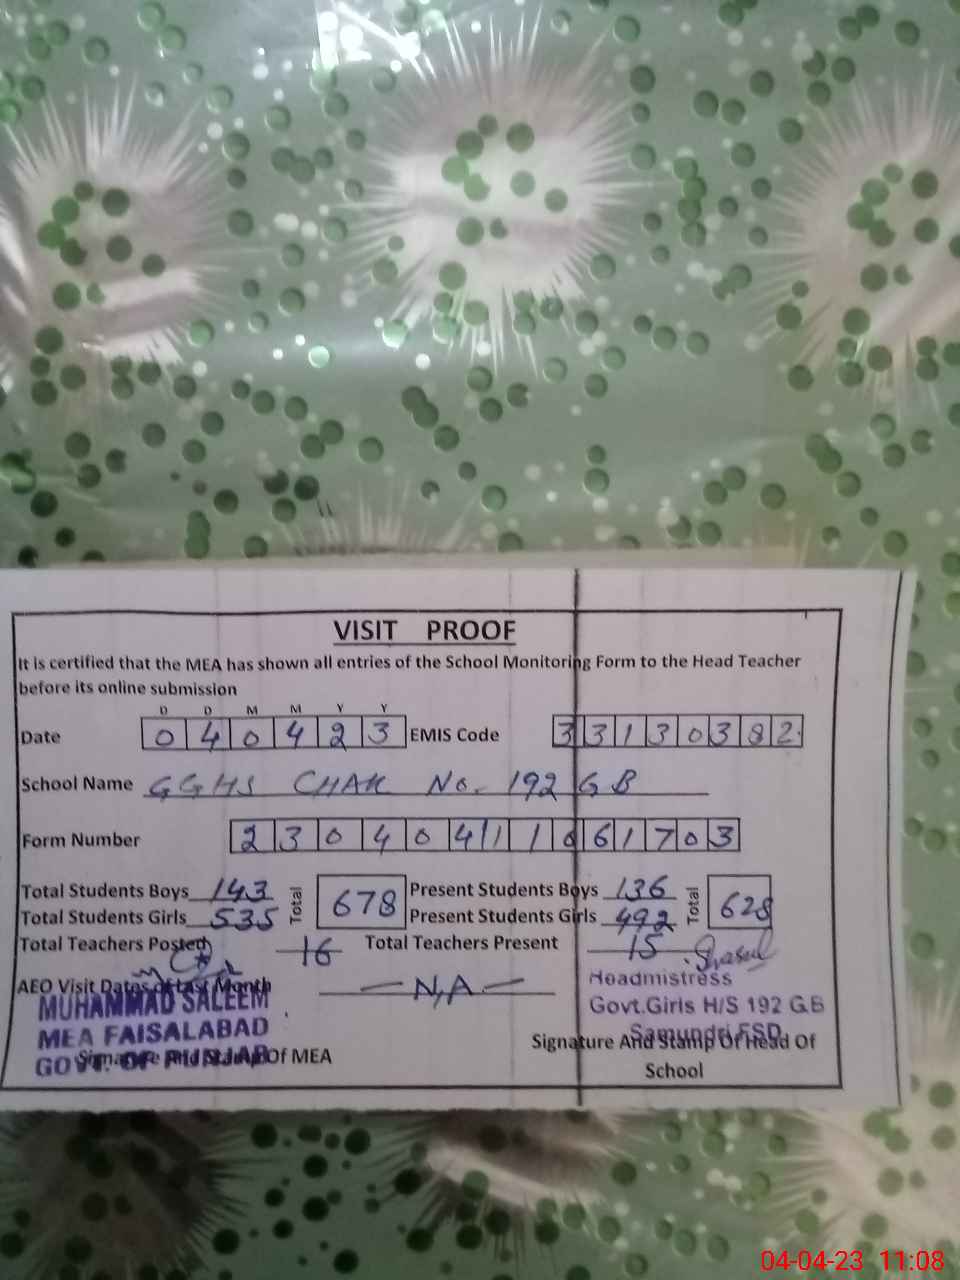 VISIT PROOF
It is certified that the MEA has shown all entries of the School Monitoring Form to the Head Teacher
before its online submission
D D M M Y Y
Date 0 4 0 4 2 3 EMIS Code 3 3 1 3 0 3 8 2
School Name GGHS CHAK No. 192 GB
Form Number 2 3 0 4 0 4 1 1 0 6 1 7 0 3
Total Students Boys 143 Total 678 Present Students Boys 136 Total 628
Total Students Girls 535 Present Students Girls 492
Total Teachers Posted 16 Total Teachers Present 15
AEO Visit Dates of Last Month N,A
MUHAMMAD SALEEM
MEA FAISALABAD
GOVT. OF PUNJAB
Signature And Stamp Of MEA
Headmistress
Govt.Girls H/S 192 G.B
Samundri FSD.
Signature And Stamp Of Head Of
School
04-04-23 11:08